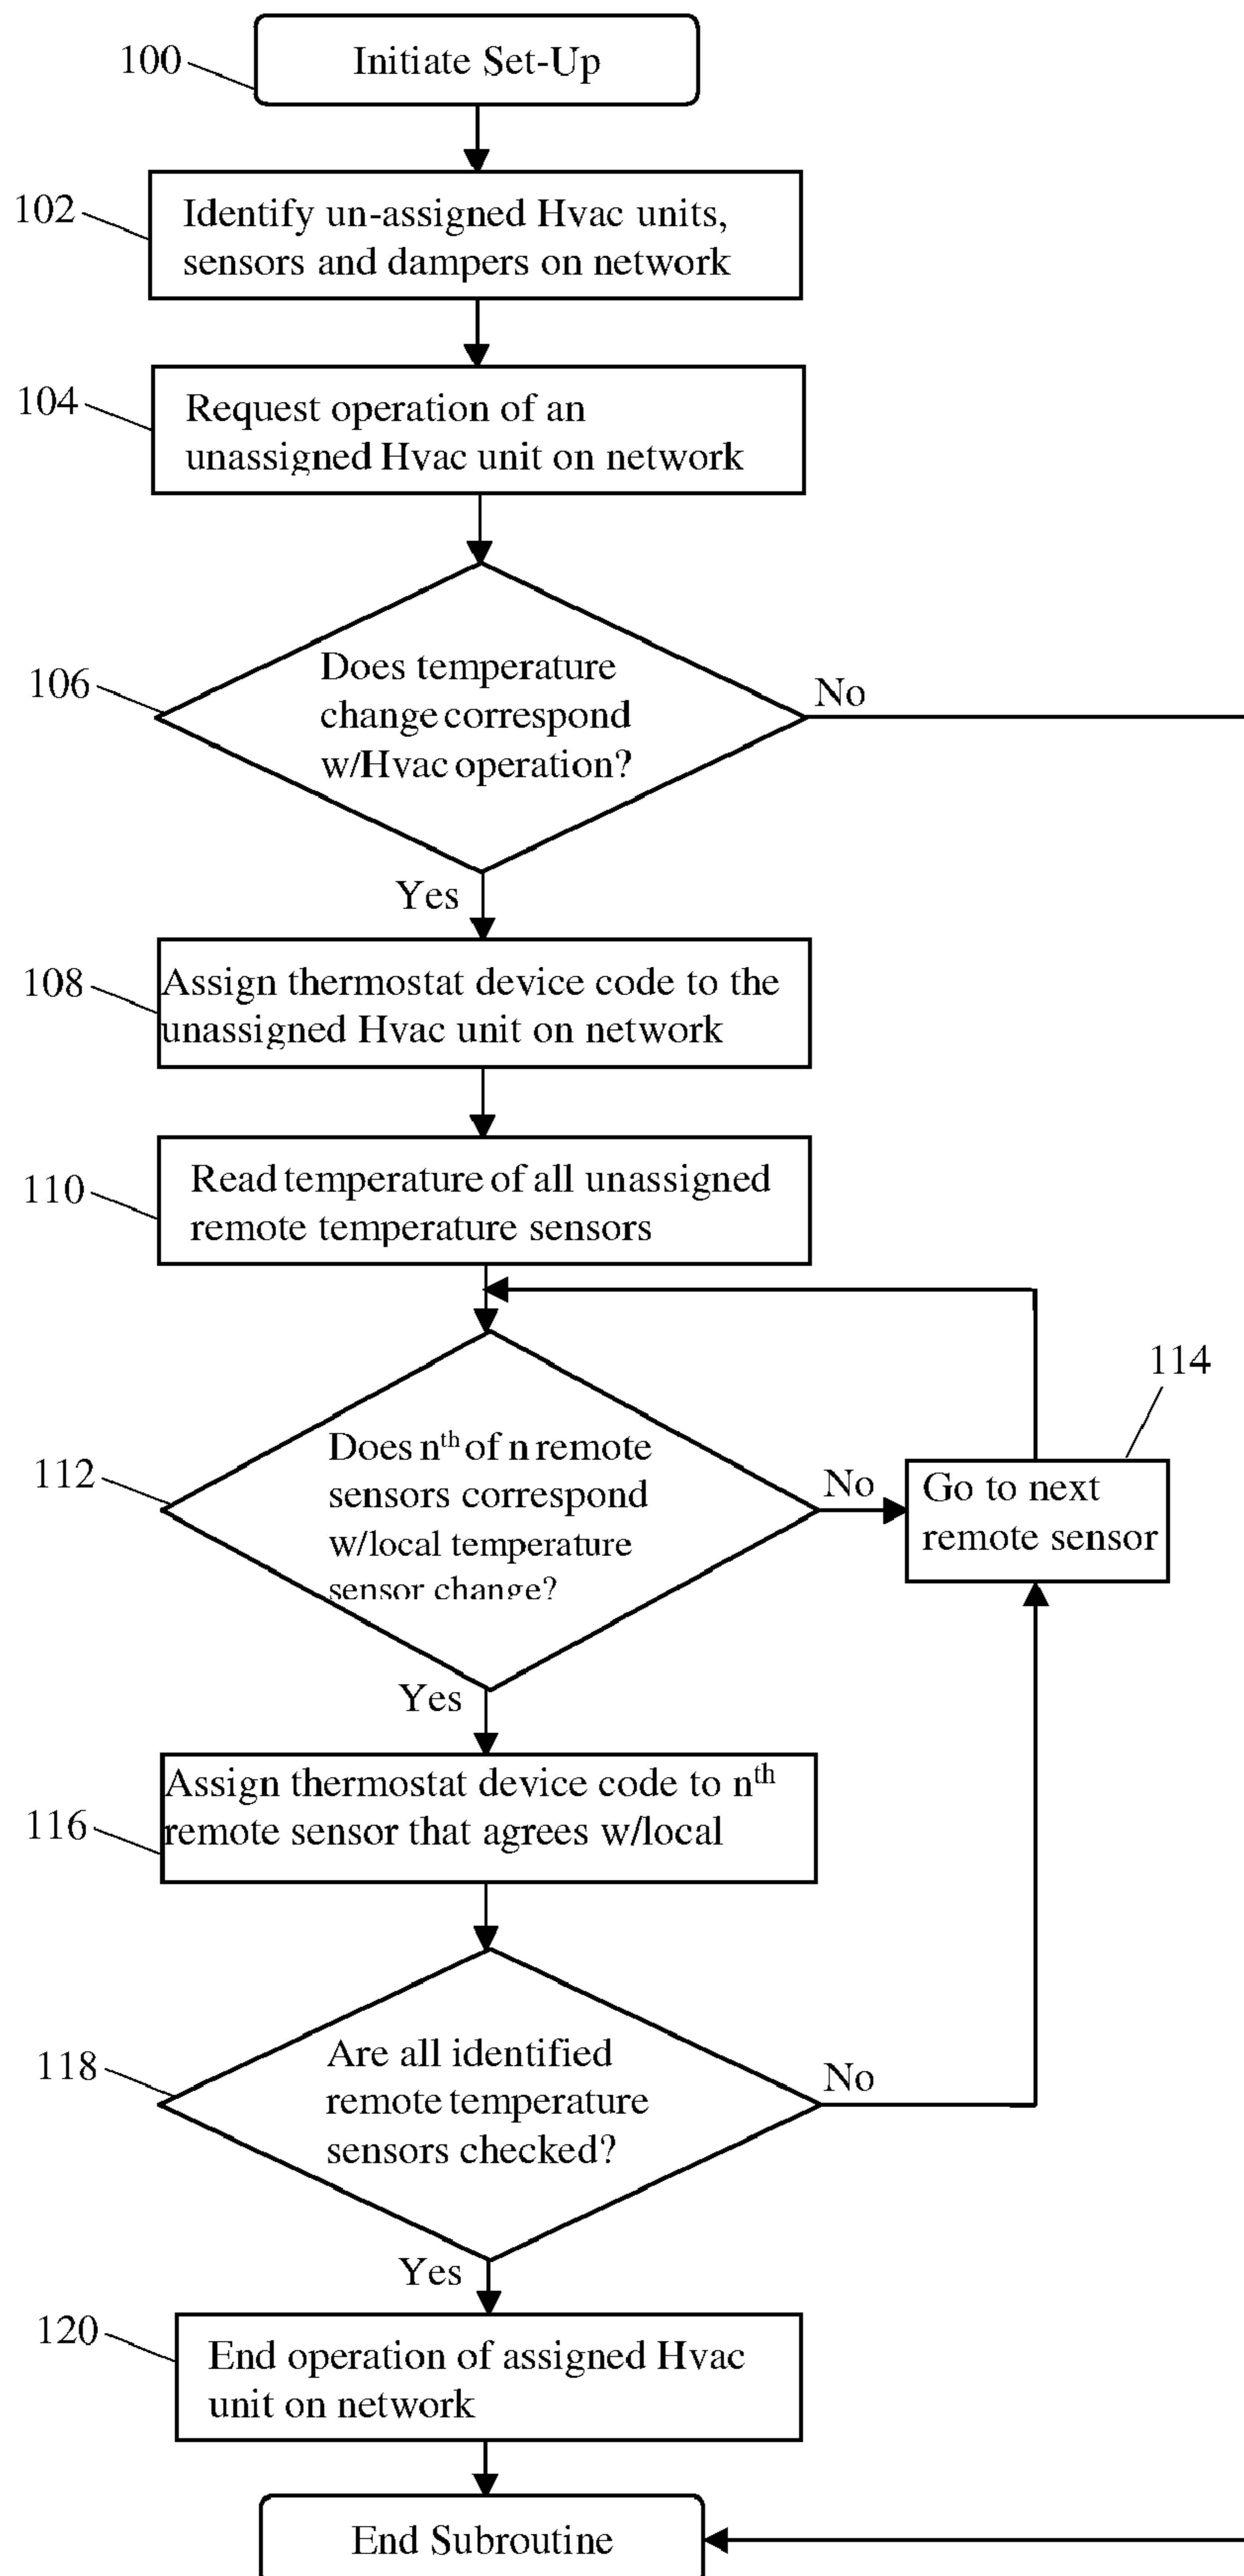 100
Initiate Set-Up
102
Identify un-assigned Hvac units,
sensors and dampers on network
104
Request operation of an
unassigned Hvac unit on network
106
Does temperature
change correspond
w/Hvac operation?
No
Yes
108
Assign thermostat device code to the
unassigned Hvac unit on network
110
Read temperature of all unassigned
remote temperature sensors
112
Does nth of n remote
sensors correspond
w/local temperature
sensor change?
No
114
Go to next
remote sensor
Yes
116
Assign thermostat device code to nth
remote sensor that agrees w/local
118
Are all identified
remote temperature
sensors checked?
No
Yes
120
End operation of assigned Hvac
unit on network
End Subroutine